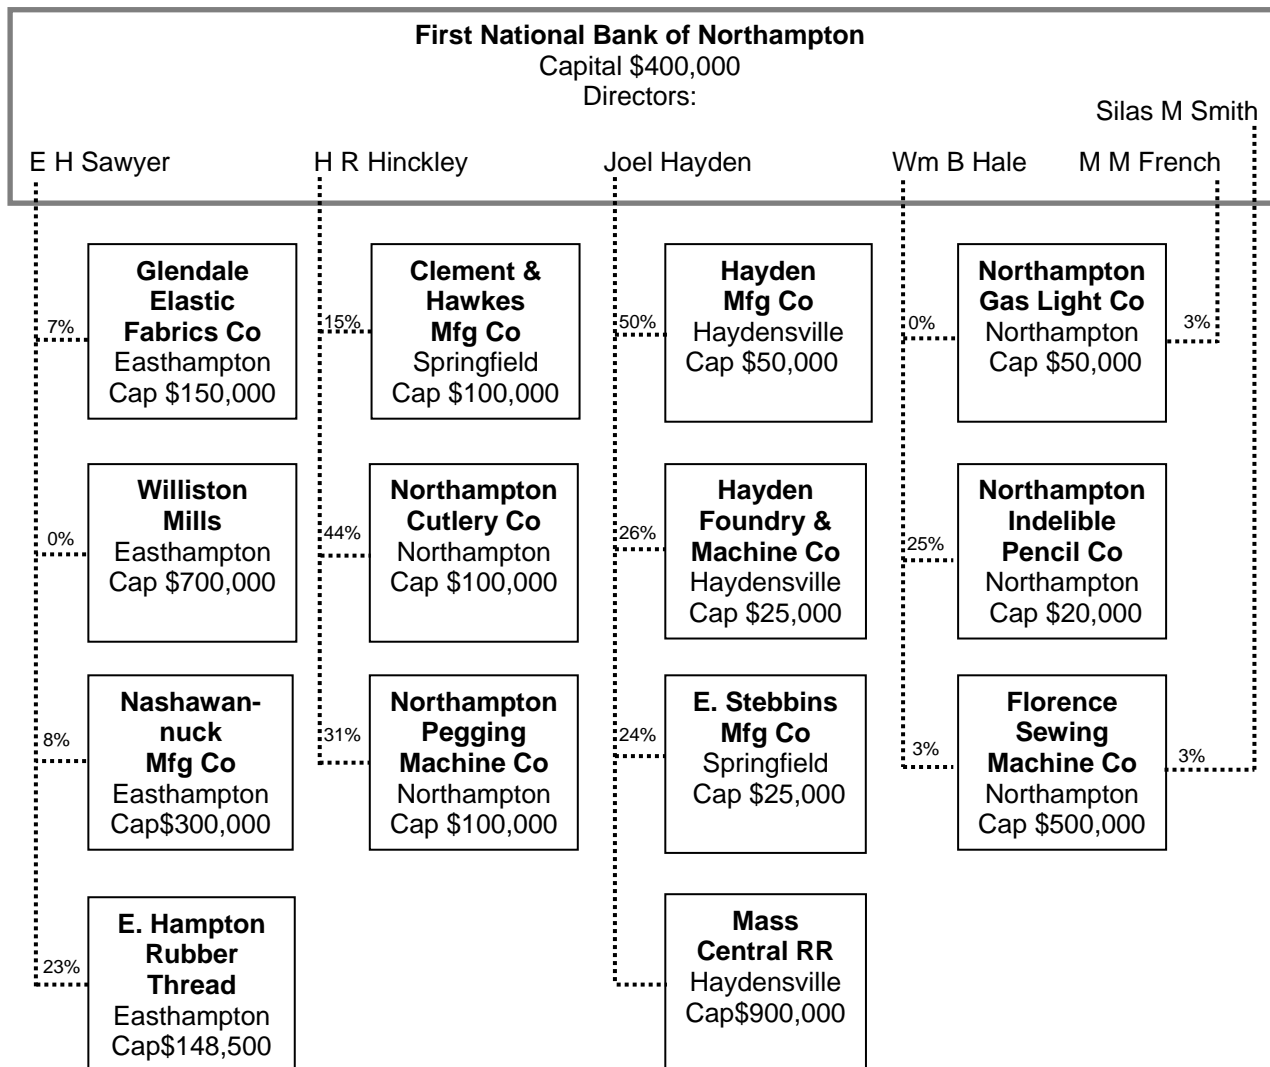 First National Bank of Northampton
Capital $400,000
Directors:
Silas M Smith
E H Sawyer
H R Hinckley
Joel Hayden
Wm B Hale
M M French
7%
Glendale
Elastic
Fabrics Co
Easthampton
Cap $150,000
15%
Clement &
Hawkes
Mfg Co
Springfield
Cap $100,000
50%
Hayden
Mfg Co
Haydensville
Cap $50,000
0%
Northampton
Gas Light Co
Northampton
Cap $50,000
3%
0%
Williston
Mills
Easthampton
Cap $700,000
44%
Northampton
Cutlery Co
Northampton
Cap $100,000
26%
Hayden
Foundry &
Machine Co
Haydensville
Cap $25,000
25%
Northampton
Indelible
Pencil Co
Northampton
Cap $20,000
8%
Nashawan-
nuck
Mfg Co
Easthampton
Cap$300,000
31%
Northampton
Pegging
Machine Co
Northampton
Cap $100,000
24%
E. Stebbins
Mfg Co
Springfield
Cap $25,000
3%
Florence
Sewing
Machine Co
Northampton
Cap $500,000
3%
23%
E. Hampton
Rubber
Thread
Easthampton
Cap$148,500
Mass
Central RR
Haydensville
Cap$900,000